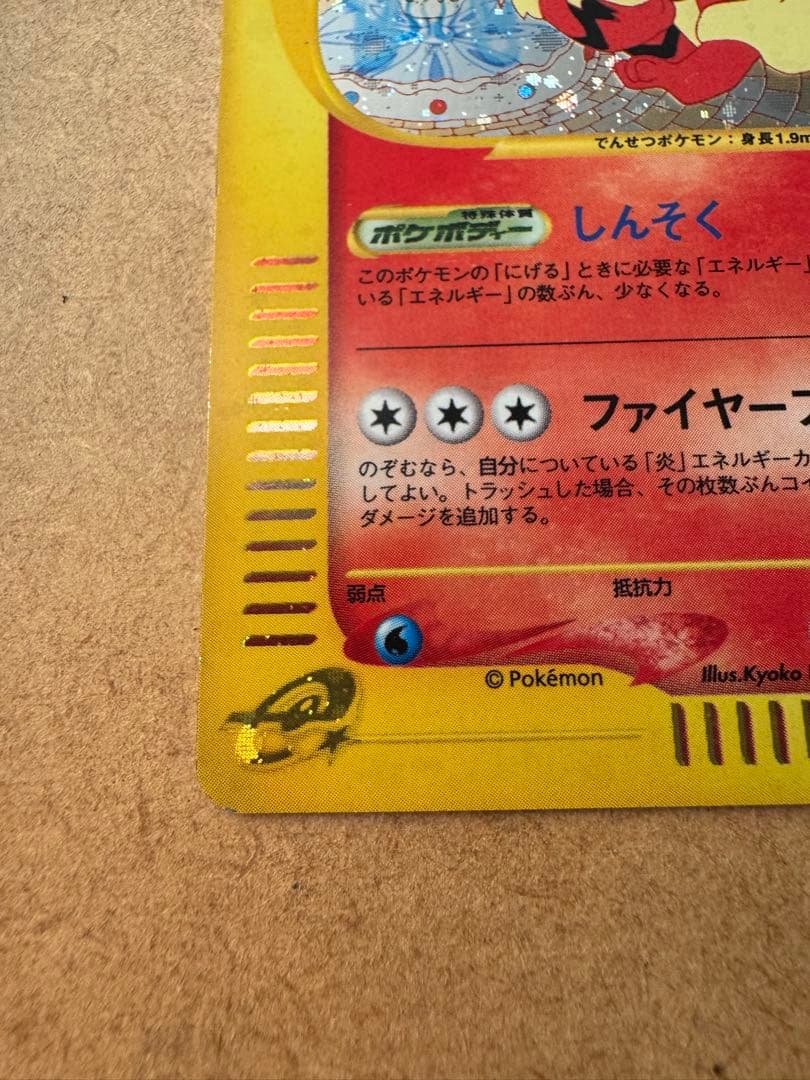 でんせつポケモン：身長1.9m
特殊体質
ポケボディー しんそく
このポケモンの「にげる」ときに必要な「エネルギー」
いる「エネルギー」の数ぶん、少なくなる。
ファイヤー
のぞむなら、自分についている「炎」エネルギーカ
してよい。トラッシュした場合、その枚数ぶんコイ
ダメージを追加する。
弱点 抵抗力
© Pokémon Illus.Kyoko